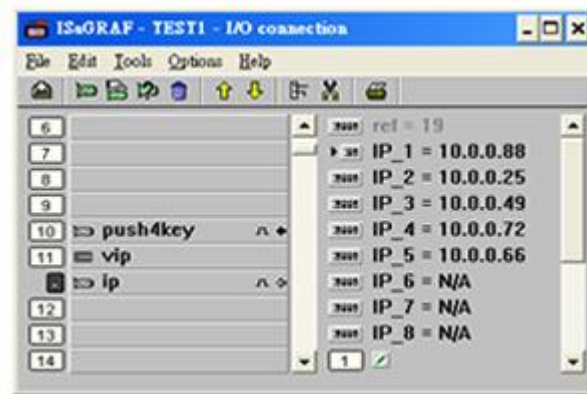 ISaGRAF - TEST1 - I/O connection
File Edit Tools Options Help
6
7
8
9
10 push4key
11 vip
ip
12
13
14
ref = 19
IP_1 = 10.0.0.88
IP_2 = 10.0.0.25
IP_3 = 10.0.0.49
IP_4 = 10.0.0.72
IP_5 = 10.0.0.66
IP_6 = N/A
IP_7 = N/A
IP_8 = N/A
1